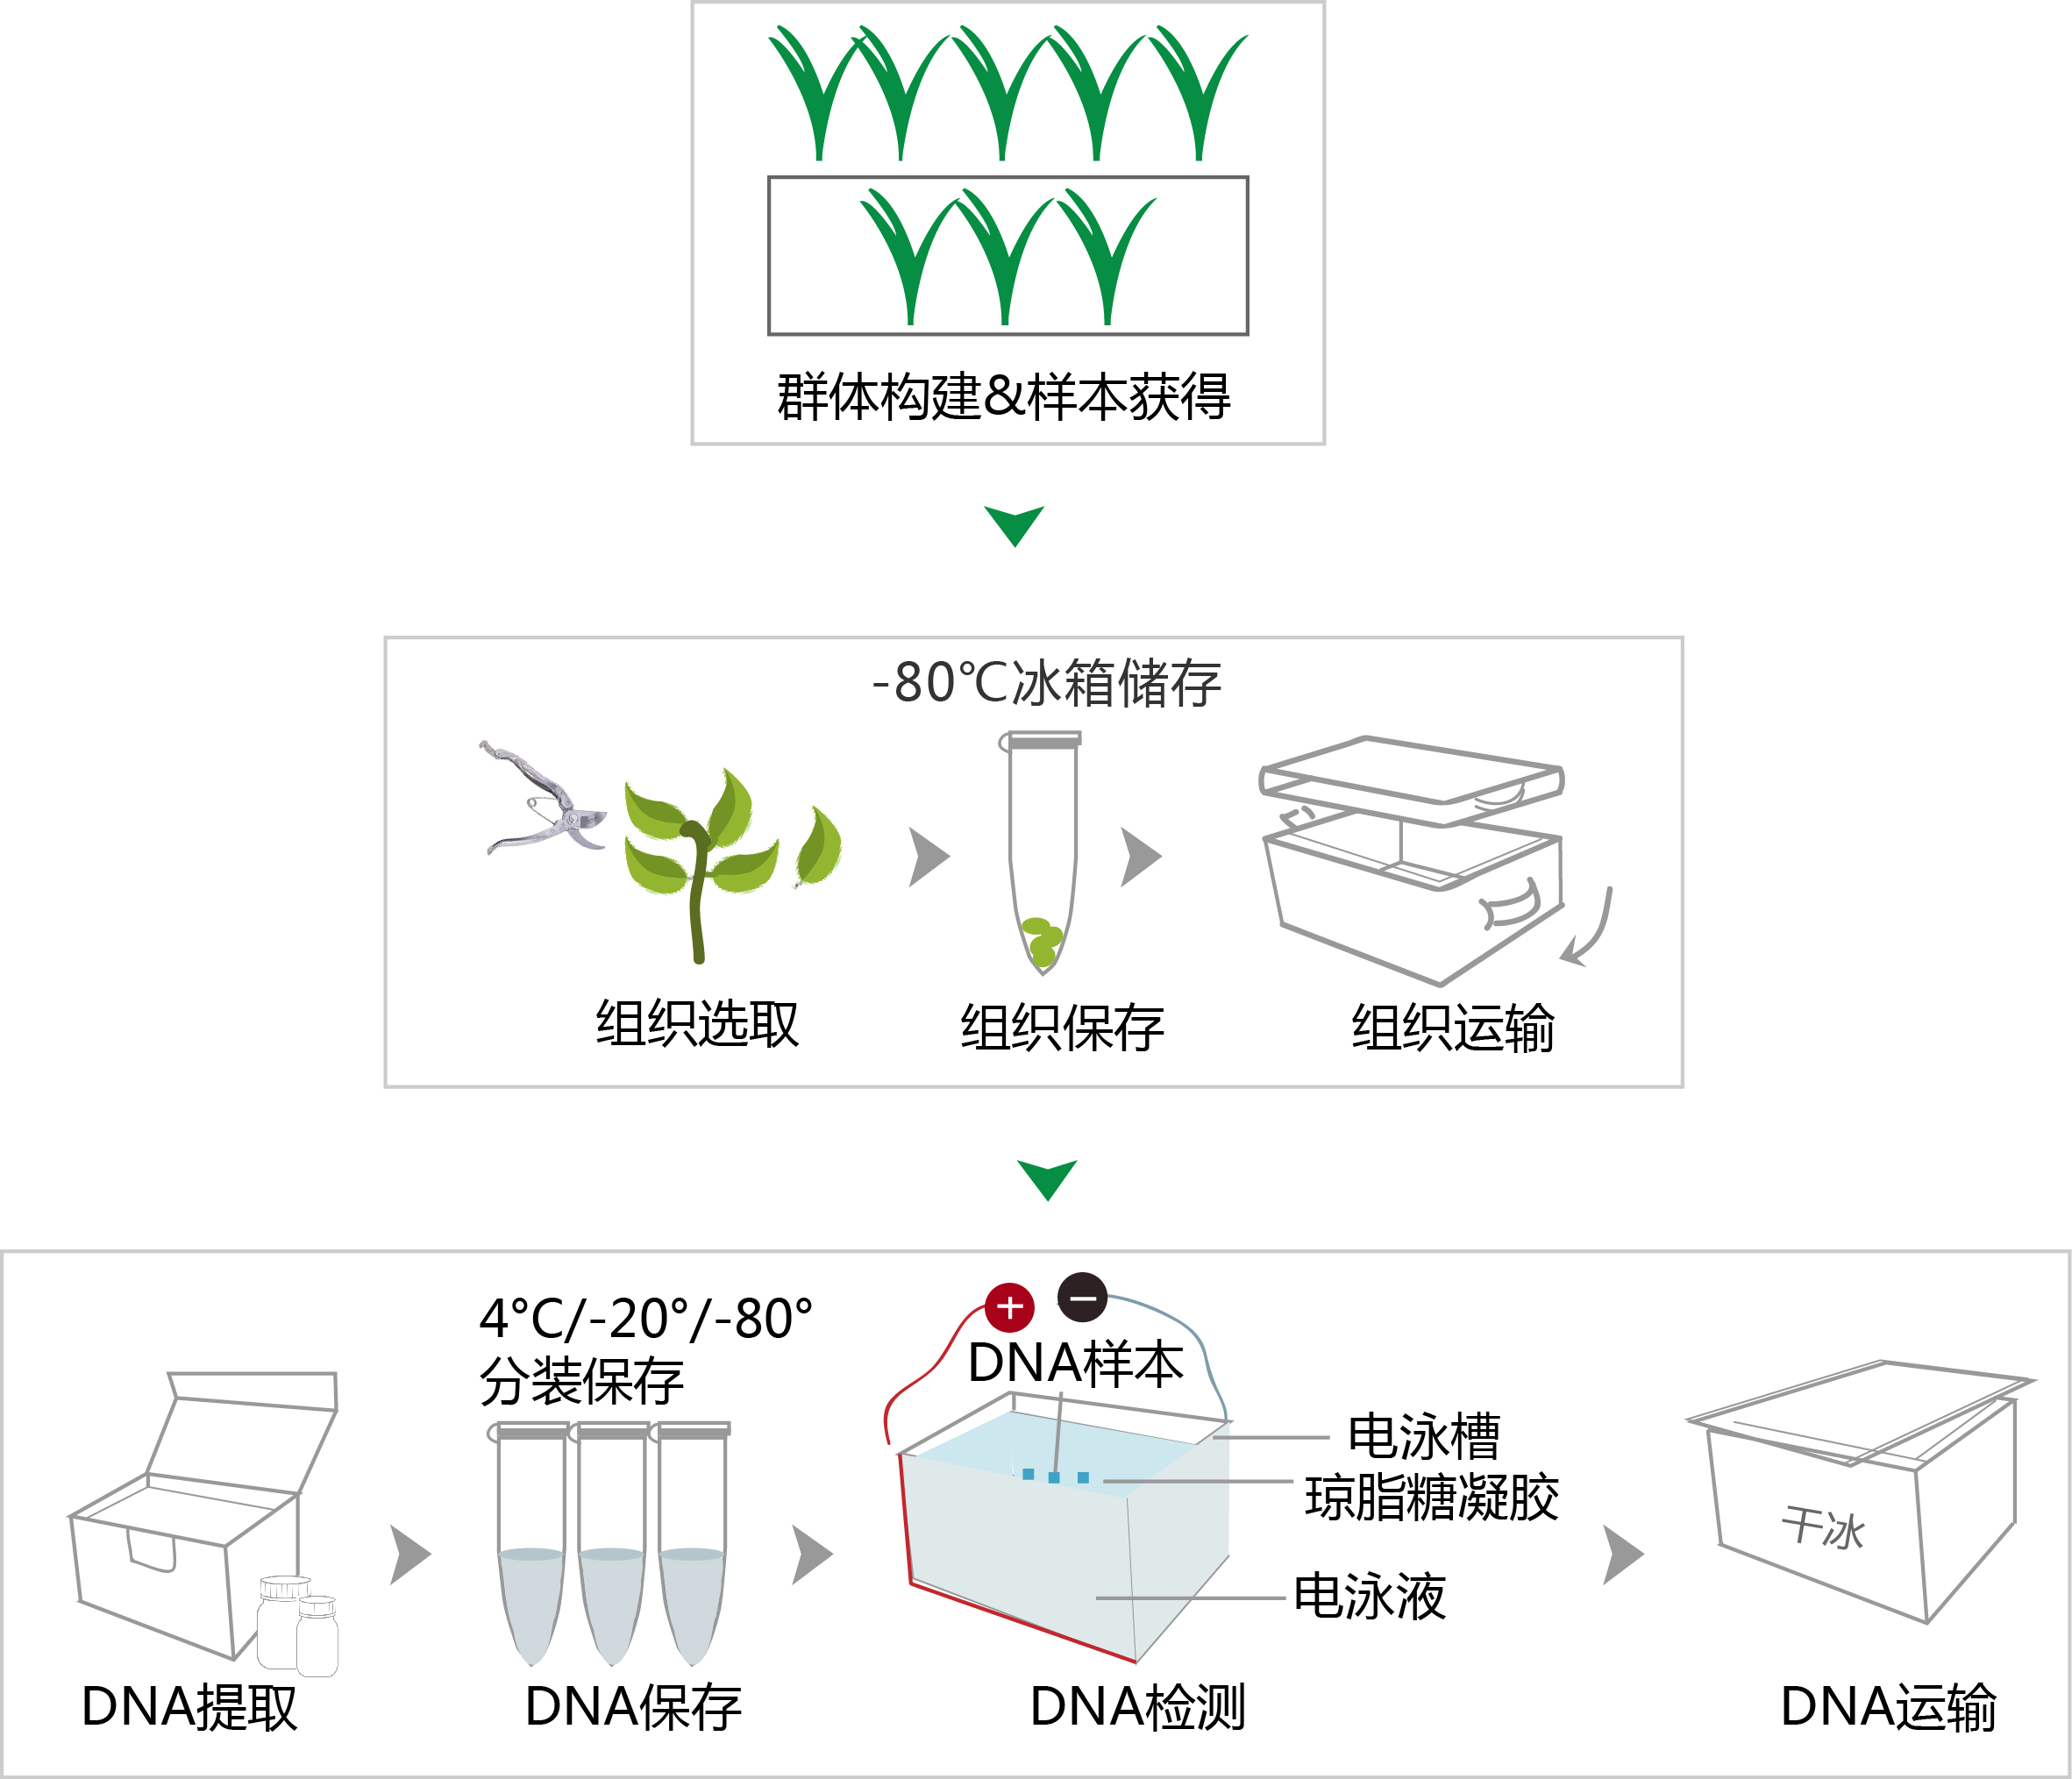 群体构建&样本获得
-80℃冰箱储存
组织选取
组织保存
组织运输
4°C/-20°/-80°
分装保存
DNA样本
电泳槽
琼脂糖凝胶
电泳液
干冰
DNA提取
DNA保存
DNA检测
DNA运输